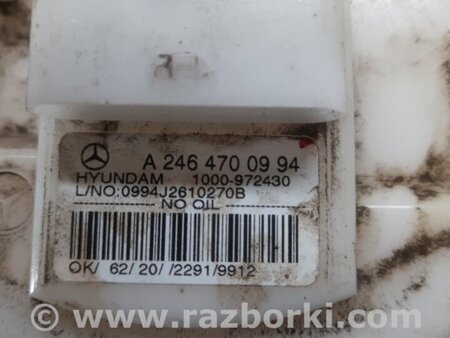 A 246 470 09 94
HYUNDAM 1000-972430
L/NO:0994J2610270B
NO OIL
OK/ 62/ 20/ /2291/9912
www.razborki.com